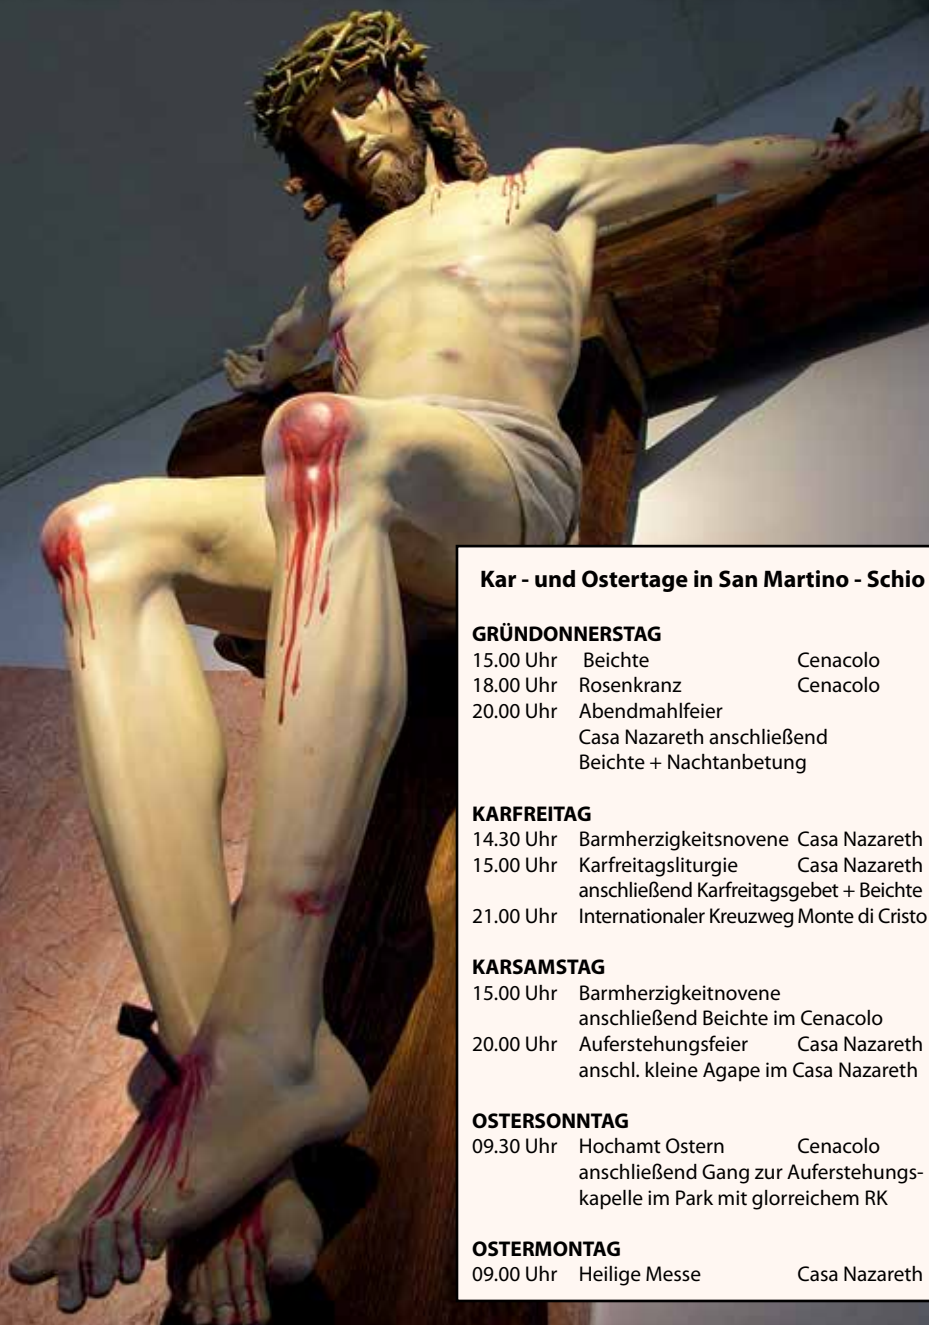 Kar - und Ostertage in San Martino - Schio
GRÜNDONNERSTAG
15.00 Uhr Beichte Cenacolo
18.00 Uhr Rosenkranz Cenacolo
20.00 Uhr Abendmahlfeier
Casa Nazareth anschließend
Beichte + Nachtanbetung
KARFREITAG
14.30 Uhr Barmherzigkeitsnovene Casa Nazareth
15.00 Uhr Karfreitagsliturgie Casa Nazareth
anschließend Karfreitagsgebet + Beichte
21.00 Uhr Internationaler Kreuzweg Monte di Cristo
KARSAMSTAG
15.00 Uhr Barmherzigkeitnovene
anschließend Beichte im Cenacolo
20.00 Uhr Auferstehungsfeier Casa Nazareth
anschl. kleine Agape im Casa Nazareth
OSTERSONNTAG
09.30 Uhr Hochamt Ostern Cenacolo
anschließend Gang zur Auferstehungs-
kapelle im Park mit glorreichem RK
OSTERMONTAG
09.00 Uhr Heilige Messe Casa Nazareth